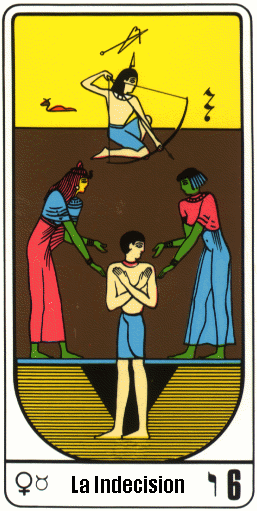 ♀♉ La Indecision ו 6